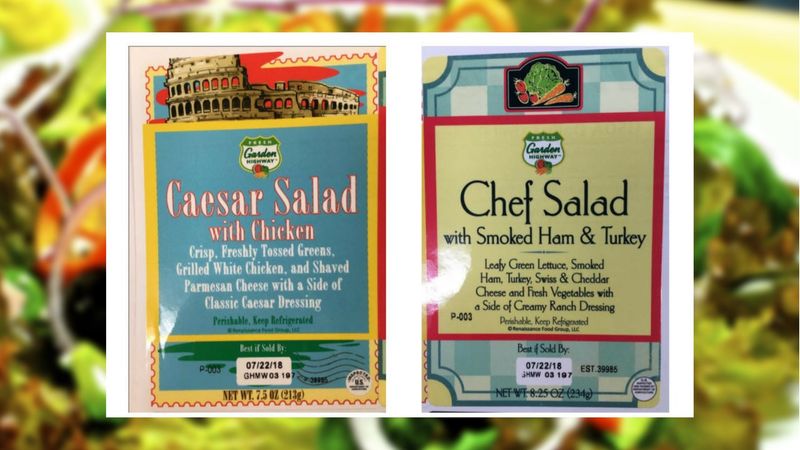 FRESH
Garden
HIGHWAY™
Caesar Salad
with Chicken
Crisp, Freshly Tossed Greens,
Grilled White Chicken, and Shaved
Parmesan Cheese with a Side of
Classic Caesar Dressing
Perishable, Keep Refrigerated
©Renaissance Food Group, LLC
Best if Sold By:
P-003
07/22/18
GHMW 03 197
39985
NET WT. 7.5 OZ (213g)
FRESH
Garden
HIGHWAY™
Chef Salad
with Smoked Ham & Turkey
Leafy Green Lettuce, Smoked
Ham, Turkey, Swiss & Cheddar
Cheese and Fresh Vegetables with
a Side of Creamy Ranch Dressing
P-003
Perishable, Keep Refrigerated
©Renaissance Food Group, LLC
Best if Sold By:
07/22/18
GHMW 03 197
EST. 39985
NET WT. 8.25 OZ (234g)